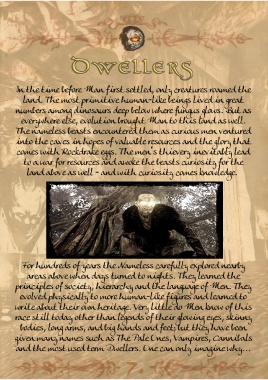 DWELLERS
In the time before Man first settled, only creatures roamed the
land. The most primitive human-like beings lived in great
numbers among dinosaurs deep below where fungus glows. But as
everywhere else, evolution brought Man to this land as well.
The nameless beasts encountered them as curious men ventured
into the caves in hopes of valuable resources and the glory that
comes with Rockdrake eggs. The men's thievery inevitably lead
to a war for resources and awoke the beasts curiosity for the
land above as well - and with curiosity comes knowledge.
For hundreds of years the Nameless carefully explored nearby
areas above when days turned to nights. They learned the
principles of society, hierarchy and the language of Men. They
evolved physically to more human-like figures and learned to
write about their own heritage. Very little do Men know of this
race still today other than legends of their glowing eyes, skinny
bodies, long arms, and big hands and feet; but they have been
given many names such as The Pale Ones, Vampires, Cannibals
and the most used term Dwellers. One can only imagine why...